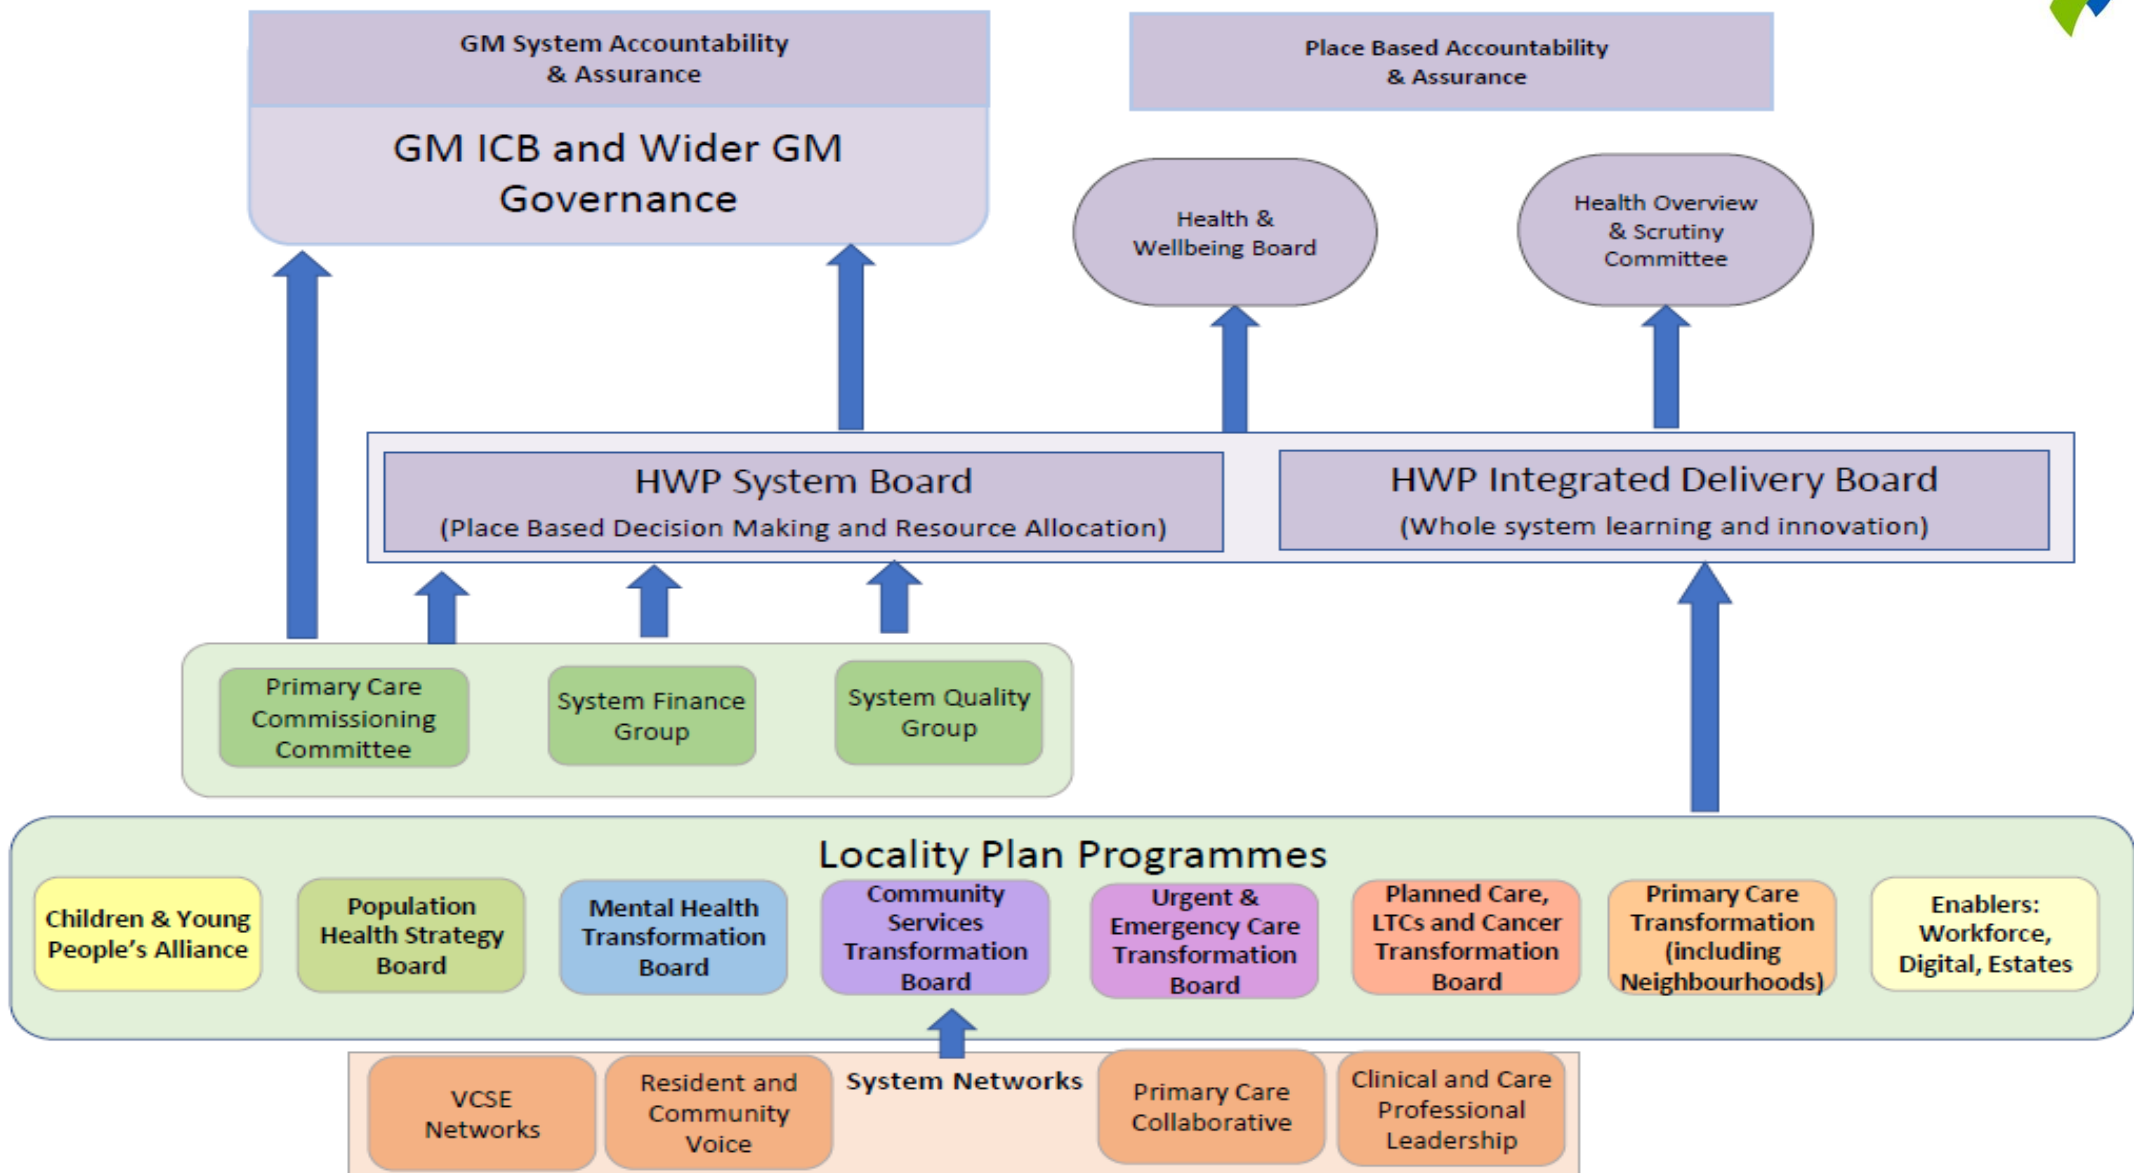 GM System Accountability
& Assurance
Place Based Accountability
& Assurance
GM ICB and Wider GM
Governance
Health &
Wellbeing Board
Health Overview
& Scrutiny
Committee
HWP System Board
(Place Based Decision Making and Resource Allocation)
HWP Integrated Delivery Board
(Whole system learning and innovation)
Primary Care
Commissioning
Committee
System Finance
Group
System Quality
Group
Locality Plan Programmes
Children & Young
People's Alliance
Population
Health Strategy
Board
Mental Health
Transformation
Board
Community
Services
Transformation
Board
Urgent &
Emergency Care
Transformation
Board
Planned Care,
LTCs and Cancer
Transformation
Board
Primary Care
Transformation
(including
Neighbourhoods)
Enablers:
Workforce,
Digital, Estates
VCSE
Networks
Resident and
Community
Voice
System Networks
Primary Care
Collaborative
Clinical and Care
Professional
Leadership